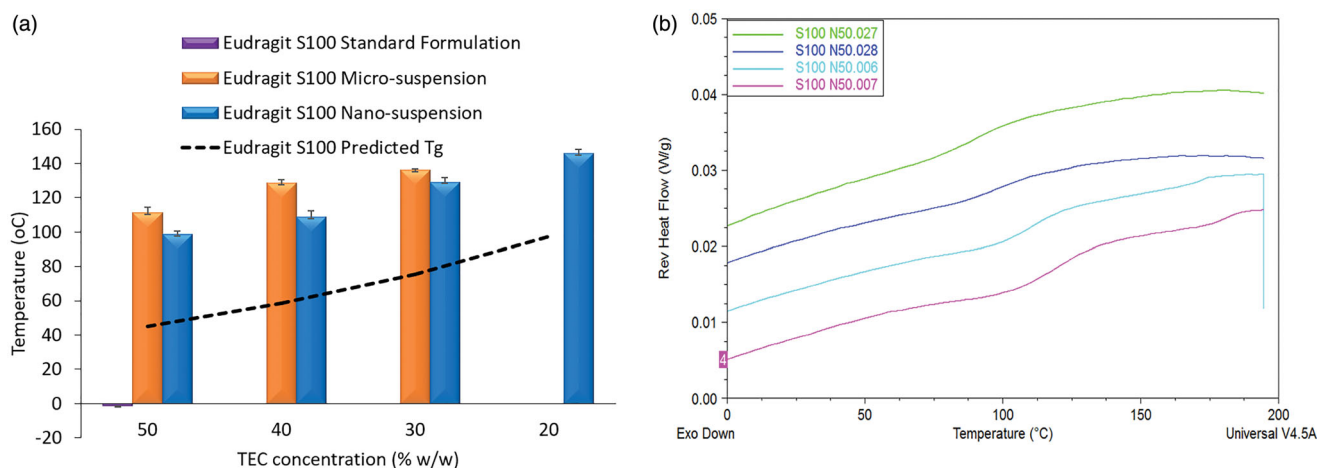 (a)
Eudragit S100 Standard Formulation
Eudragit S100 Micro-suspension
Eudragit S100 Nano-suspension
Eudragit S100 Predicted Tg
Temperature (oC)
160
140
120
100
80
60
40
20
0
-20
50 40 30 20
TEC concentration (% w/w)
(b)
S100 N50.027
S100 N50.028
S100 N50.006
S100 N50.007
Rev Heat Flow (W/g)
0.05
0.04
0.03
0.02
0.01
0.00
4
0 50 100 150 200
Exo Down Temperature (°C) Universal V4.5A